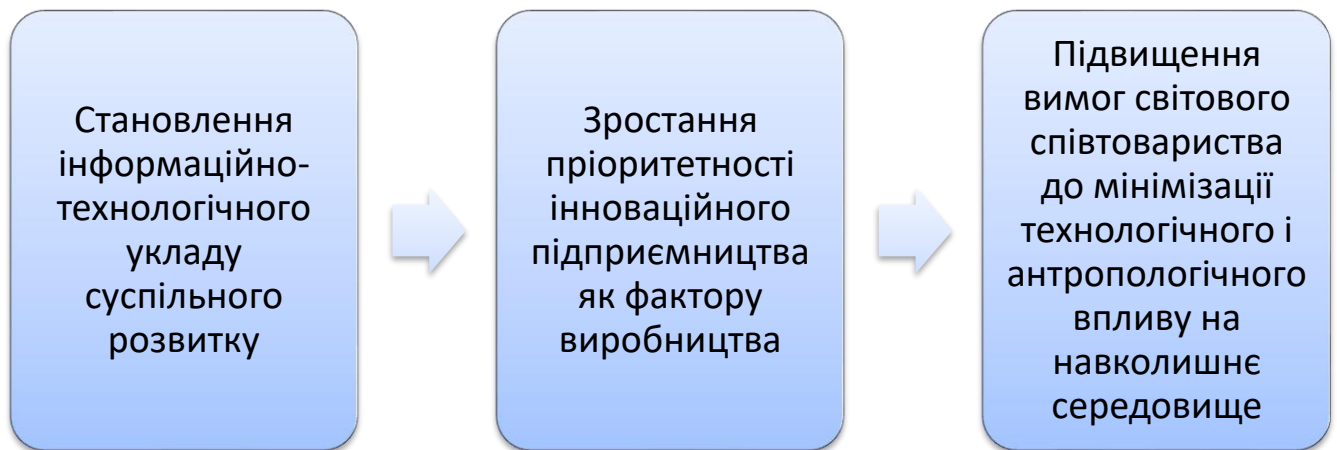 Становлення
інформаційно-
технологічного
укладу
суспільного
розвитку
Зростання
пріоритетності
інноваційного
підприємництва
як фактору
виробництва
Підвищення
вимог світового
співтовариства
до мінімізації
технологічного і
антропологічного
впливу на
навколишнє
середовище